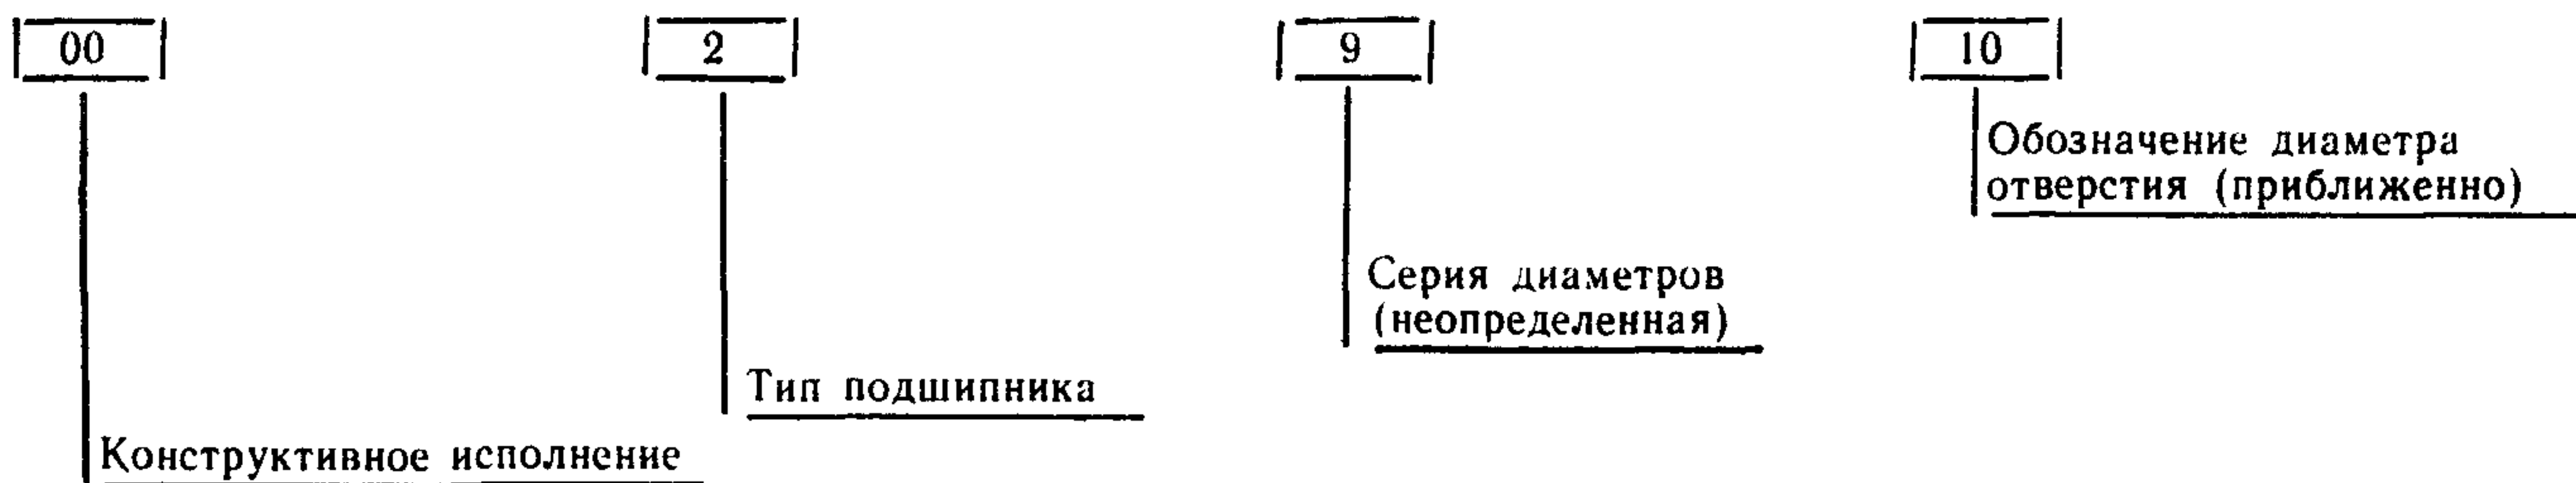 00 2 9 10
Обозначение диаметра
отверстия (приближенно)
Серия диаметров
(неопределенная)
Тип подшипника
Конструктивное исполнение